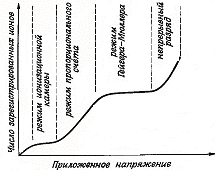 Число зарегистрированных ионов
режим ионизационной
камеры
режим пропорционального
счета
режим
Гейгера-Мюллера
непрерывный
разряд
Приложенное напряжение